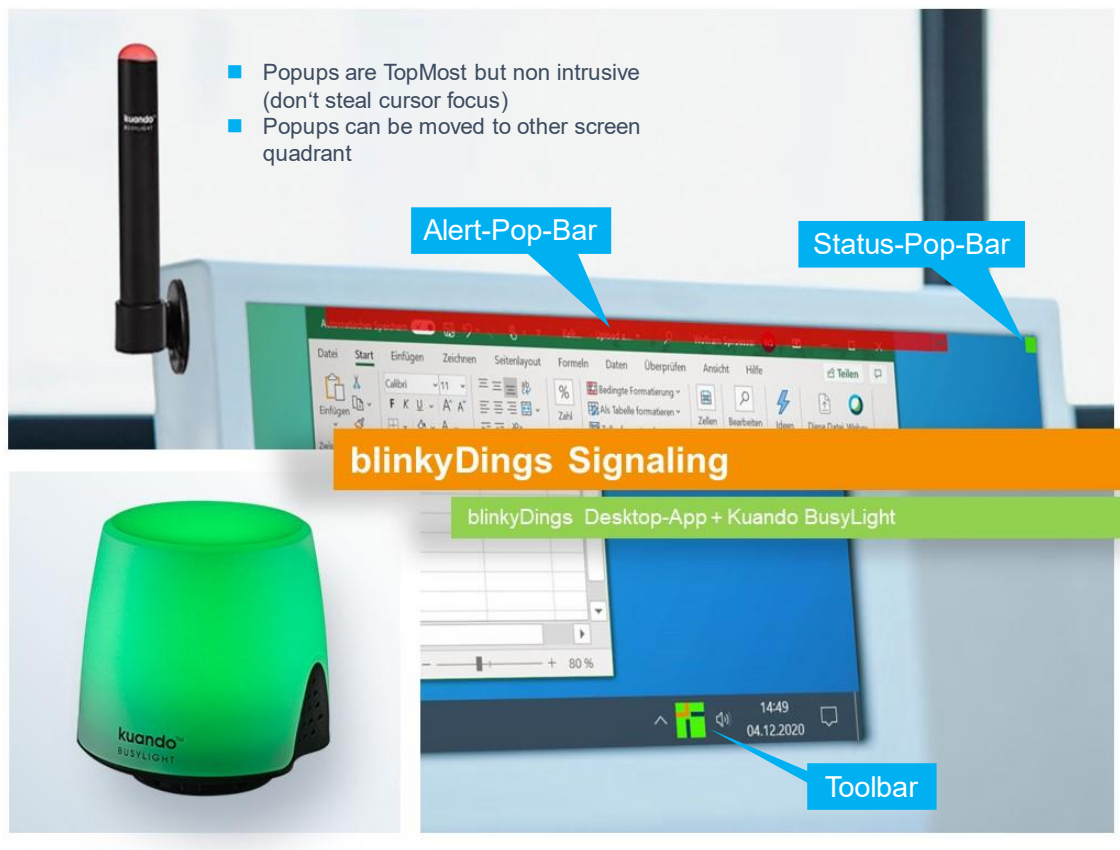 Popups are TopMost but non intrusive
(don't steal cursor focus)
Popups can be moved to other screen
quadrant
kuando
BUSYLIGHT
Alert-Pop-Bar
Status-Pop-Bar
Datei Start Einfügen Zeichnen Seitenlayout Formeln Daten Überprüfen Ansicht Hilfe Teilen
Calibri 11 % Bedingte Formatierung
Einfügen F K U A A Zahl Als Tabelle formatieren Zellen Bearbeiten Ideen
blinkyDings Signaling
blinkyDings Desktop-App + Kuando BusyLight
80 %
14:49
04.12.2020
kuando™
BUSYLIGHT
Toolbar